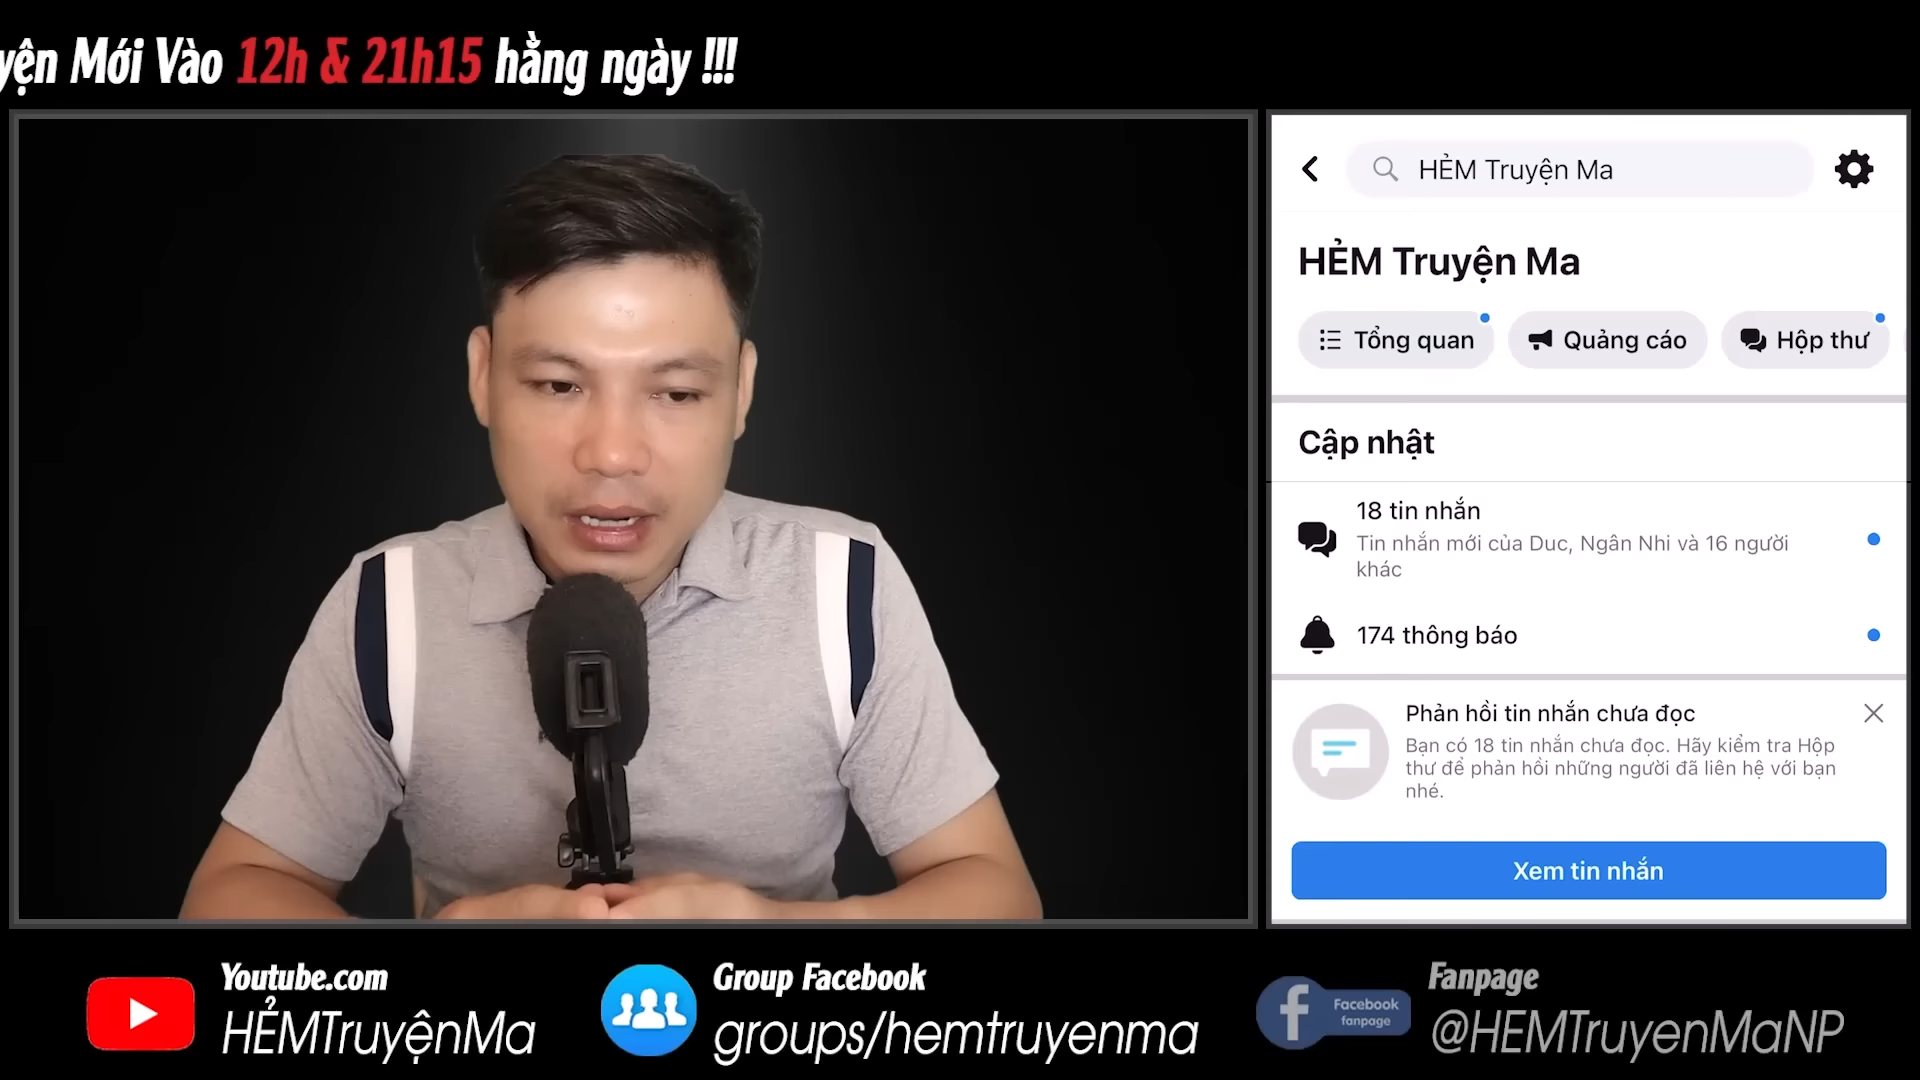 yện Mới Vào 12h & 21h15 hằng ngày !!!
HẺM Truyện Ma
HẺM Truyện Ma
Tổng quan
Quảng cáo
Hộp thư
Cập nhật
18 tin nhắn
Tin nhắn mới của Duc, Ngân Nhi và 16 người
khác
174 thông báo
Phản hồi tin nhắn chưa đọc
Bạn có 18 tin nhắn chưa đọc. Hãy kiểm tra Hộp
thư để phản hồi những người đã liên hệ với bạn
nhé.
Xem tin nhắn
Youtube.com
HẺMTruyệnMa
Group Facebook
groups/hemtruyenma
Facebook
fanpage
Fanpage
@HEMTruyenMaNP